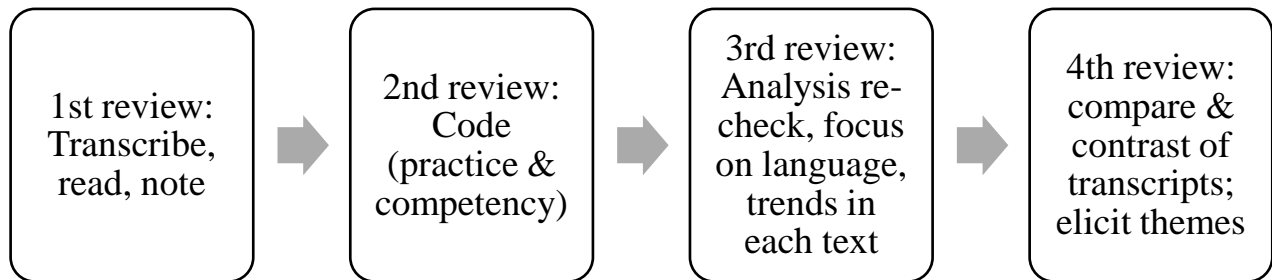 1st review:
Transcribe,
read, note
2nd review:
Code
(practice &
competency)
3rd review:
Analysis re-
check, focus
on language,
trends in
each text
4th review:
compare &
contrast of
transcripts;
elicit themes